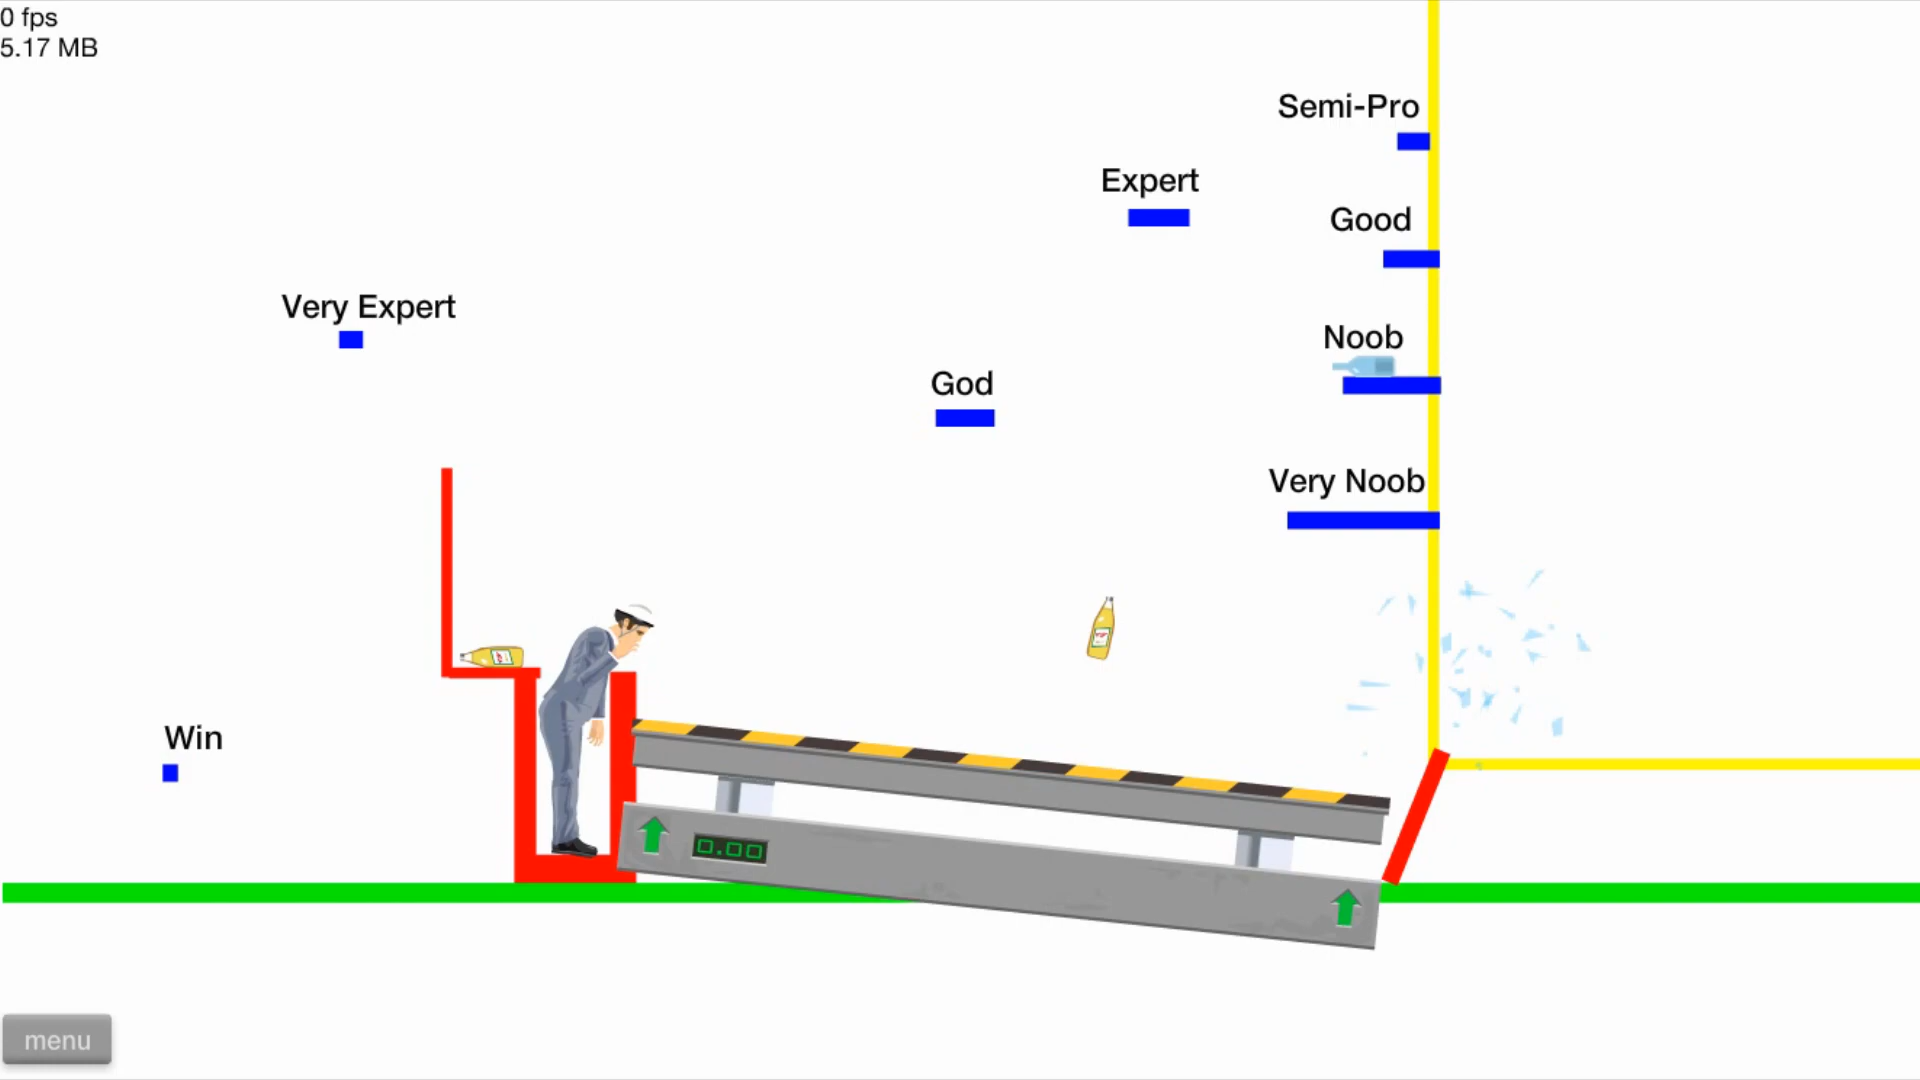 0 fps
5.17 MB
Semi-Pro
Expert
Good
Very Expert
Noob
God
Very Noob
Win
0.00
menu